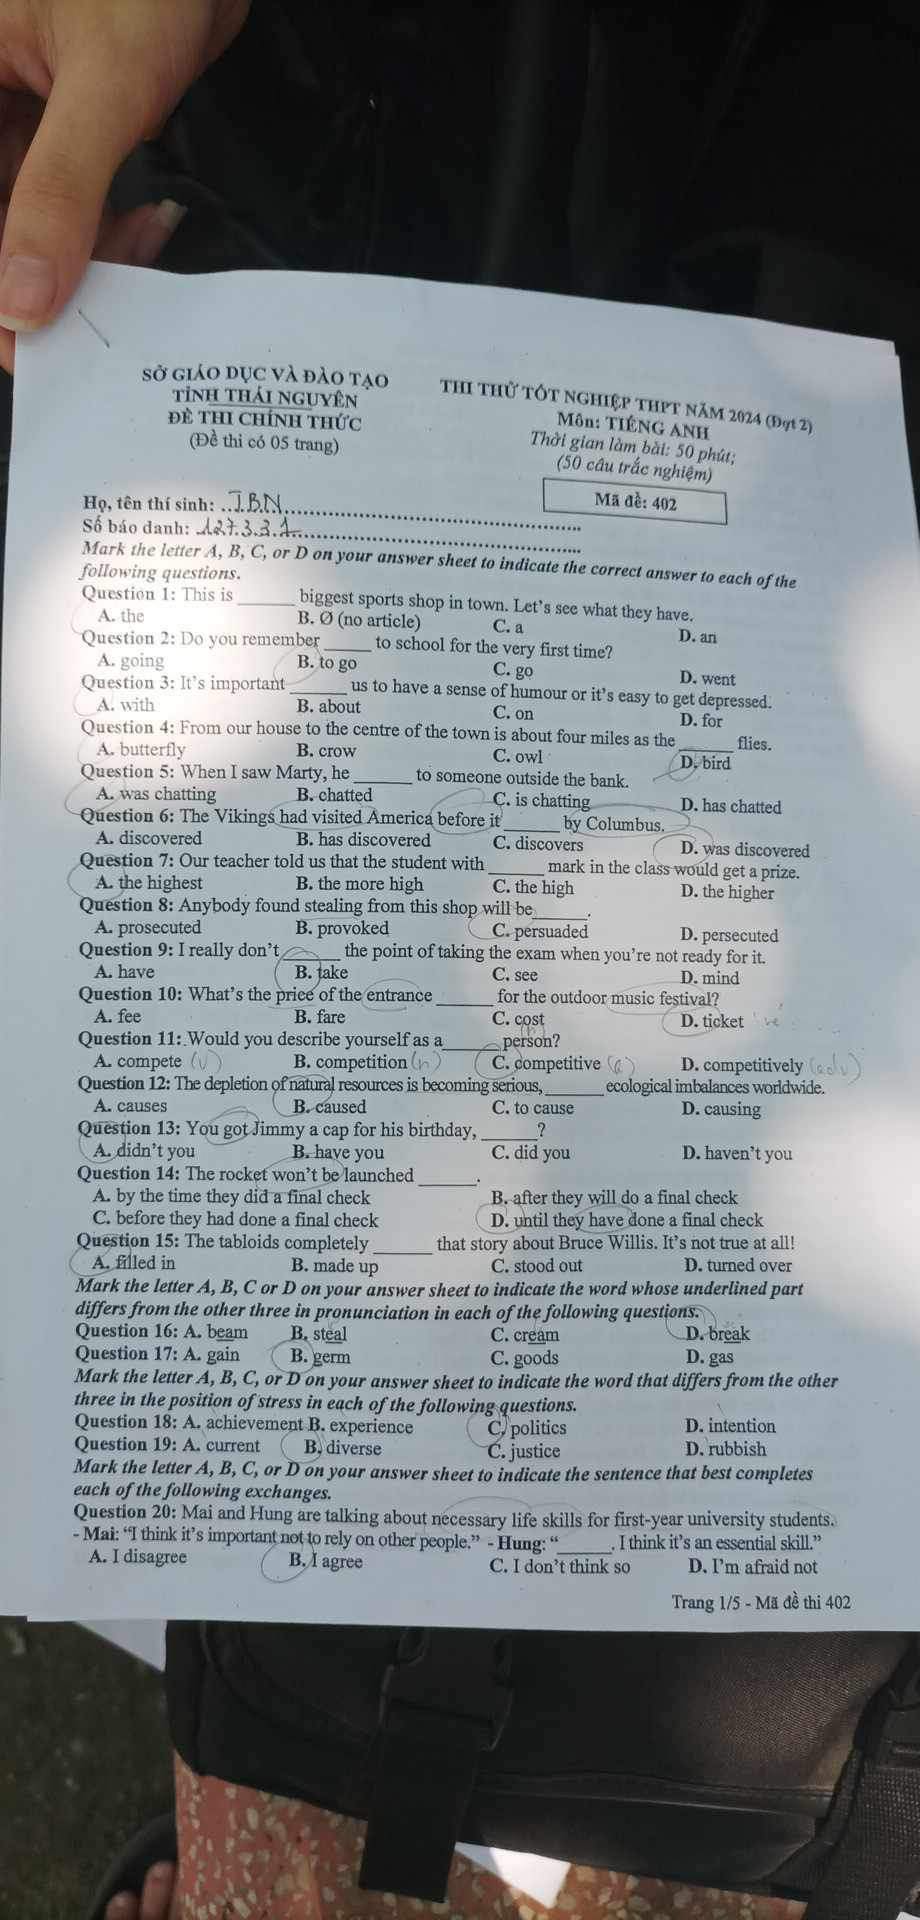 SỞ GIÁO DỤC VÀ ĐÀO TẠO
TỈNH THÁI NGUYÊN
ĐỀ THI CHÍNH THỨC
(Đề thi có 05 trang)
THI THỬ TỐT NGHIỆP THPT NĂM 2024 (Đợt 2)
Môn: TIẾNG ANH
Thời gian làm bài: 50 phút;
(50 câu trắc nghiệm)
Mã đề: 402
Họ, tên thí sinh: ..J.B.N..........
Số báo danh: ..127.3.3.1..........
Mark the letter A, B, C, or D on your answer sheet to indicate the correct answer to each of the
following questions.
Question 1: This is ______ biggest sports shop in town. Let's see what they have.
A. the B. Ø (no article) C. a D. an
Question 2: Do you remember ______ to school for the very first time?
A. going B. to go C. go D. went
Question 3: It's important ______ us to have a sense of humour or it's easy to get depressed.
A. with B. about C. on D. for
Question 4: From our house to the centre of the town is about four miles as the ______ flies.
A. butterfly B. crow C. owl D. bird
Question 5: When I saw Marty, he ______ to someone outside the bank.
A. was chatting B. chatted C. is chatting D. has chatted
Question 6: The Vikings had visited America before it ______ by Columbus.
A. discovered B. has discovered C. discovers D. was discovered
Question 7: Our teacher told us that the student with ______ mark in the class would get a prize.
A. the highest B. the more high C. the high D. the higher
Question 8: Anybody found stealing from this shop will be______.
A. prosecuted B. provoked C. persuaded D. persecuted
Question 9: I really don't ______ the point of taking the exam when you're not ready for it.
A. have B. take C. see D. mind
Question 10: What's the price of the entrance ______ for the outdoor music festival?
A. fee B. fare C. cost D. ticket
Question 11: Would you describe yourself as a______ person?
(n)
A. compete (v) B. competition (n) C. competitive (a) D. competitively (adv)
Question 12: The depletion of natural resources is becoming serious,______ ecological imbalances worldwide.
A. causes B. caused C. to cause D. causing
Question 13: You got Jimmy a cap for his birthday, ______?
A. didn't you B. have you C. did you D. haven't you
Question 14: The rocket won't be launched ______.
A. by the time they did a final check B. after they will do a final check
C. before they had done a final check D. until they have done a final check
Question 15: The tabloids completely ______ that story about Bruce Willis. It's not true at all!
A. filled in B. made up C. stood out D. turned over
Mark the letter A, B, C or D on your answer sheet to indicate the word whose underlined part
differs from the other three in pronunciation in each of the following questions.
Question 16: A. beam B. steal C. cream D. break
Question 17: A. gain B. germ C. goods D. gas
Mark the letter A, B, C, or D on your answer sheet to indicate the word that differs from the other
three in the position of stress in each of the following questions.
Question 18: A. achievement B. experience C. politics D. intention
Question 19: A. current B. diverse C. justice D. rubbish
Mark the letter A, B, C, or D on your answer sheet to indicate the sentence that best completes
each of the following exchanges.
Question 20: Mai and Hung are talking about necessary life skills for first-year university students.
- Mai: "I think it's important not to rely on other people." - Hung: "______. I think it's an essential skill."
A. I disagree B. I agree C. I don't think so D. I'm afraid not
Trang 1/5 - Mã đề thi 402